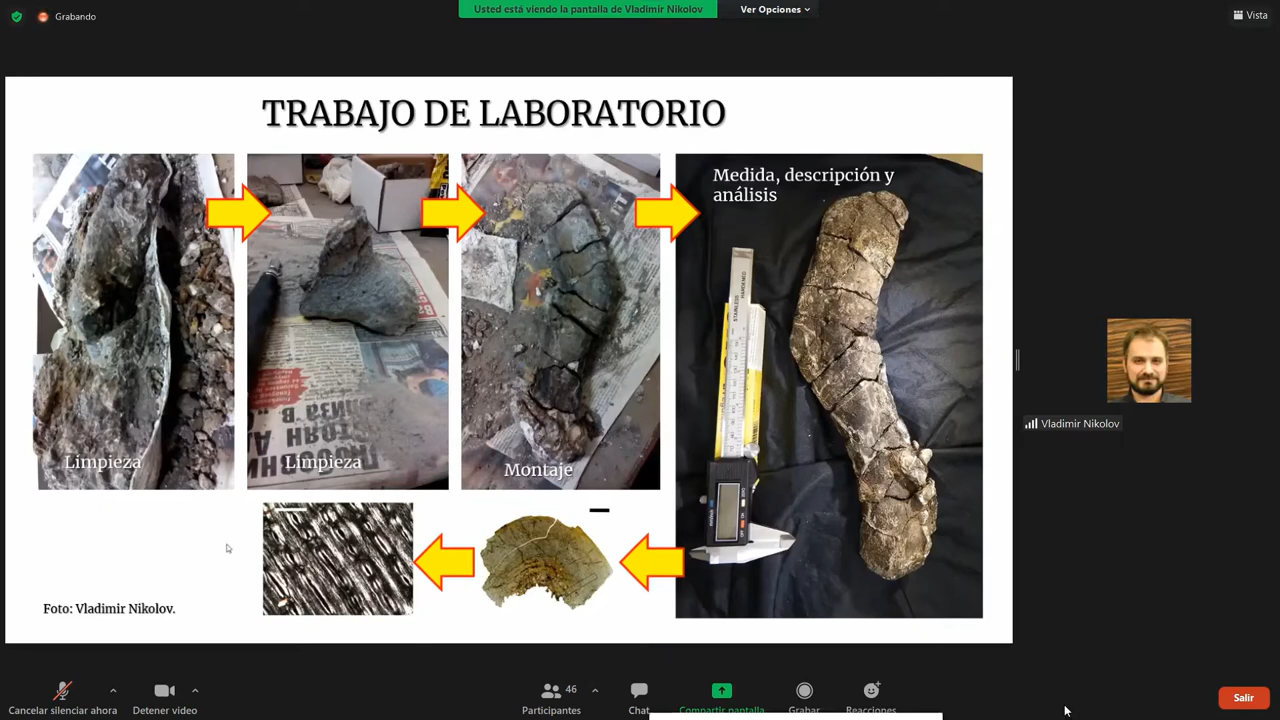 Grabando
Usted está viendo la pantalla de Vladimir Nikolov
Ver Opciones
Vista
TRABAJO DE LABORATORIO
Limpieza
Limpieza
Montaje
Medida, descripción y
análisis
STAINLESS
HARDENED
Foto: Vladimir Nikolov.
Vladimir Nikolov
Cancelar silenciar ahora
Detener video
46
Participantes
Chat
Compartir pantalla
Grabar
Reacciones
Salir